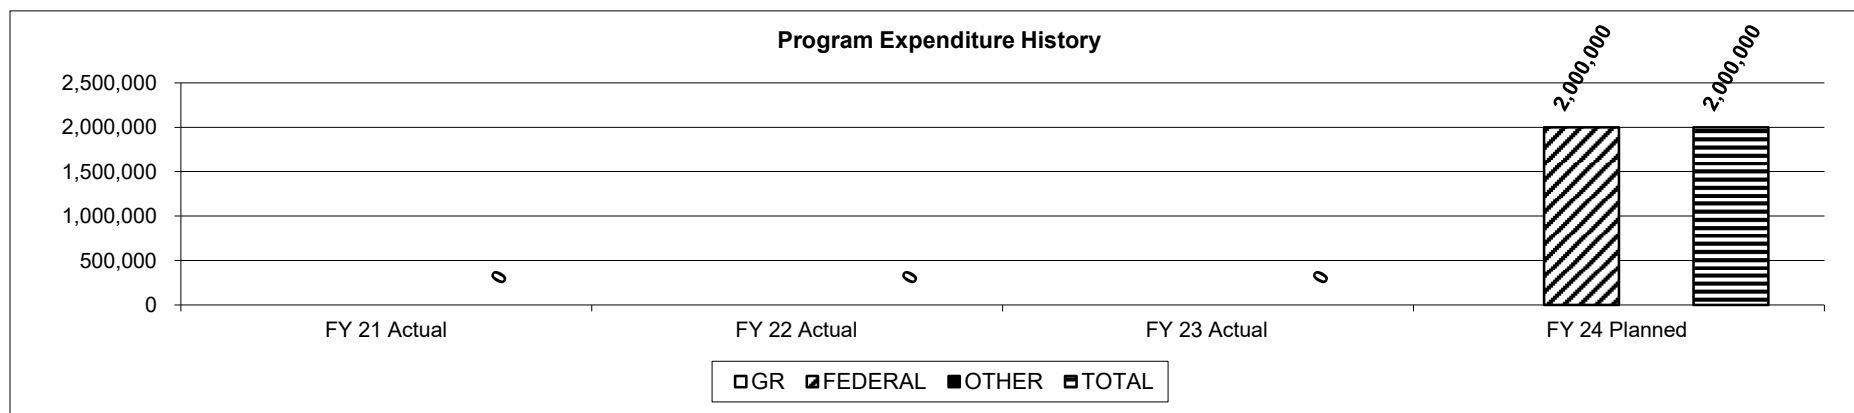 Program Expenditure History
2,000,000
2,000,000
2,500,000
2,000,000
1,500,000
1,000,000
500,000
0
0
0
0
FY 21 Actual
FY 22 Actual
FY 23 Actual
FY 24 Planned
GR
FEDERAL
OTHER
TOTAL